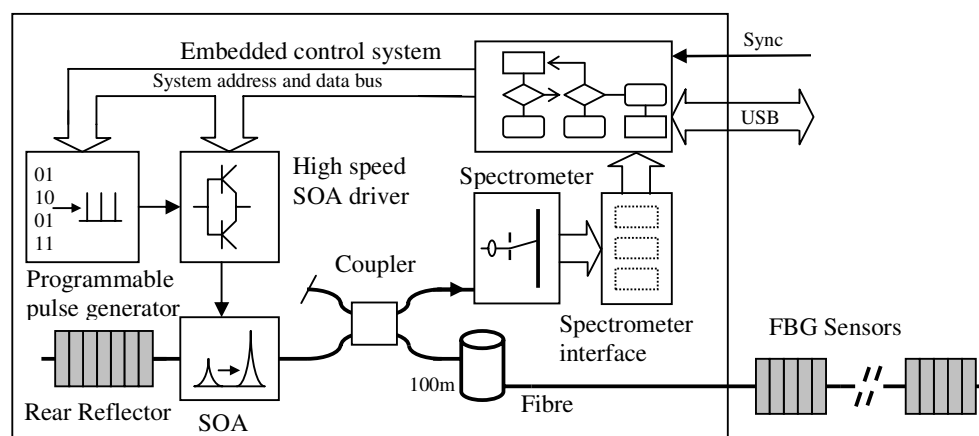 Embedded control system
Sync
System address and data bus
USB
High speed
SOA driver
01
10
01
11
Spectrometer
Coupler
Programmable
pulse generator
Spectrometer
interface
FBG Sensors
100m
Fibre
Rear Reflector
SOA